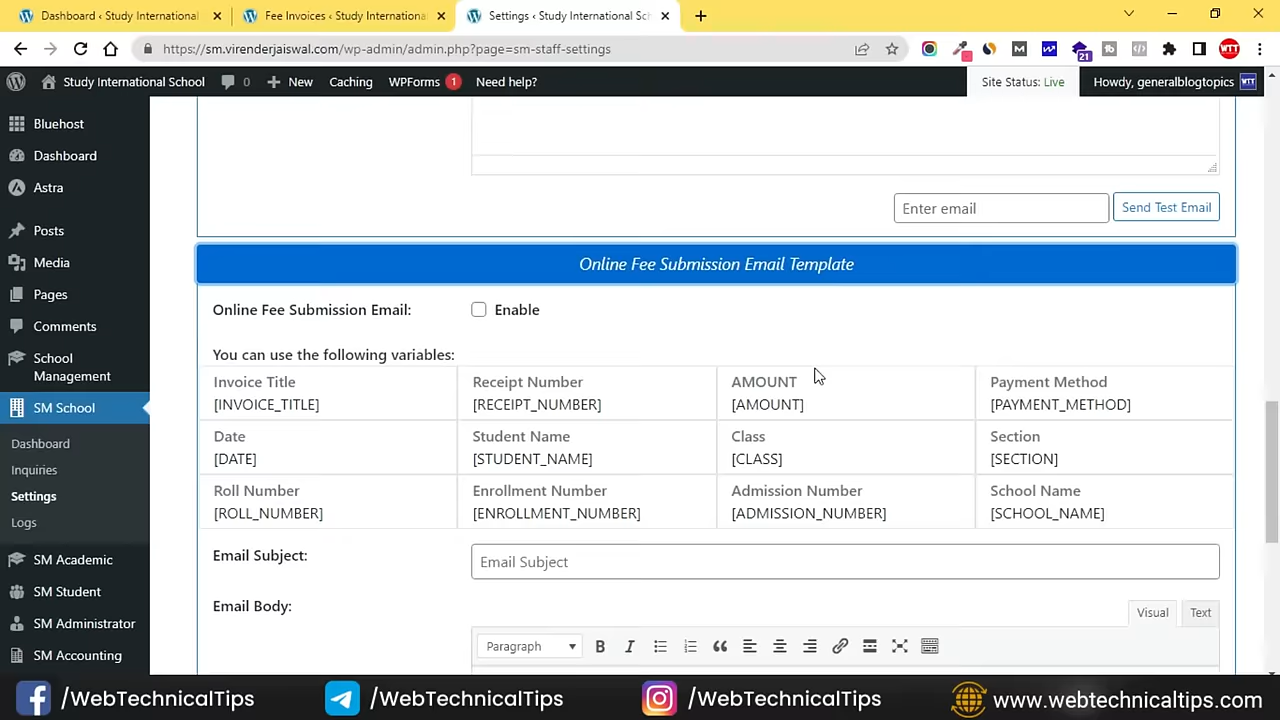 Dashboard ‹ Study International
Fee Invoices ‹ Study International
Settings ‹ Study International Sch
https://sm.virenderjaiswal.com/wp-admin/admin.php?page=sm-staff-settings
21
WTT
Study International School
0
New
Caching
WPForms 1
Need help?
Site Status: Live
Howdy, generalblogtopics
WTT
Bluehost
Dashboard
Astra
Posts
Media
Pages
Comments
School
Management
SM School
Dashboard
Inquiries
Settings
Logs
SM Academic
SM Student
SM Administrator
SM Accounting
Enter email
Send Test Email
Online Fee Submission Email Template
Online Fee Submission Email:
Enable
You can use the following variables:
Invoice Title
[INVOICE_TITLE]
Receipt Number
[RECEIPT_NUMBER]
AMOUNT
[AMOUNT]
Payment Method
[PAYMENT_METHOD]
Date
[DATE]
Student Name
[STUDENT_NAME]
Class
[CLASS]
Section
[SECTION]
Roll Number
[ROLL_NUMBER]
Enrollment Number
[ENROLLMENT_NUMBER]
Admission Number
[ADMISSION_NUMBER]
School Name
[SCHOOL_NAME]
Email Subject:
Email Subject
Email Body:
Visual
Text
Paragraph
B
I
/WebTechnicalTips
/WebTechnicalTips
/WebTechnicalTips
www.webtechnicaltips.com